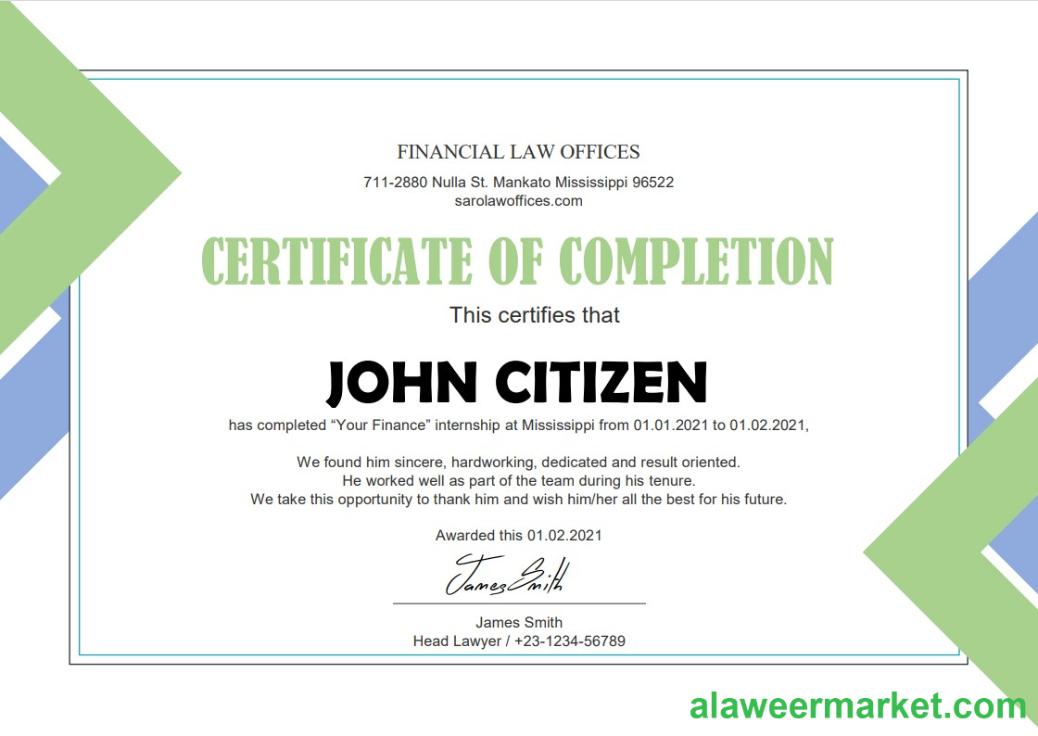 FINANCIAL LAW OFFICES
711-2880 Nulla St. Mankato Mississippi 96522
sarolawoffices.com
CERTIFICATE OF COMPLETION
This certifies that
JOHN CITIZEN
has completed “Your Finance” internship at Mississippi from 01.01.2021 to 01.02.2021,
We found him sincere, hardworking, dedicated and result oriented.
He worked well as part of the team during his tenure.
We take this opportunity to thank him and wish him/her all the best for his future.
Awarded this 01.02.2021
James Smith
James Smith
Head Lawyer / +23-1234-56789
alaweermarket.com